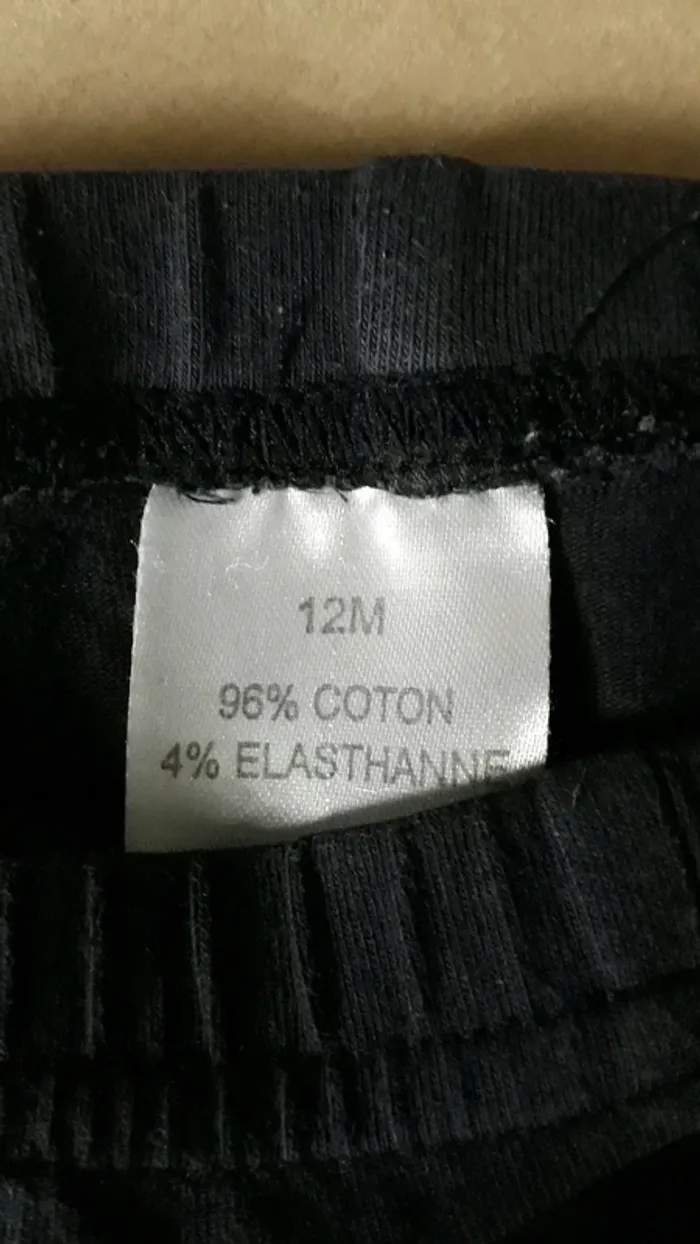 12M
96% COTON
4% ELASTHANNE